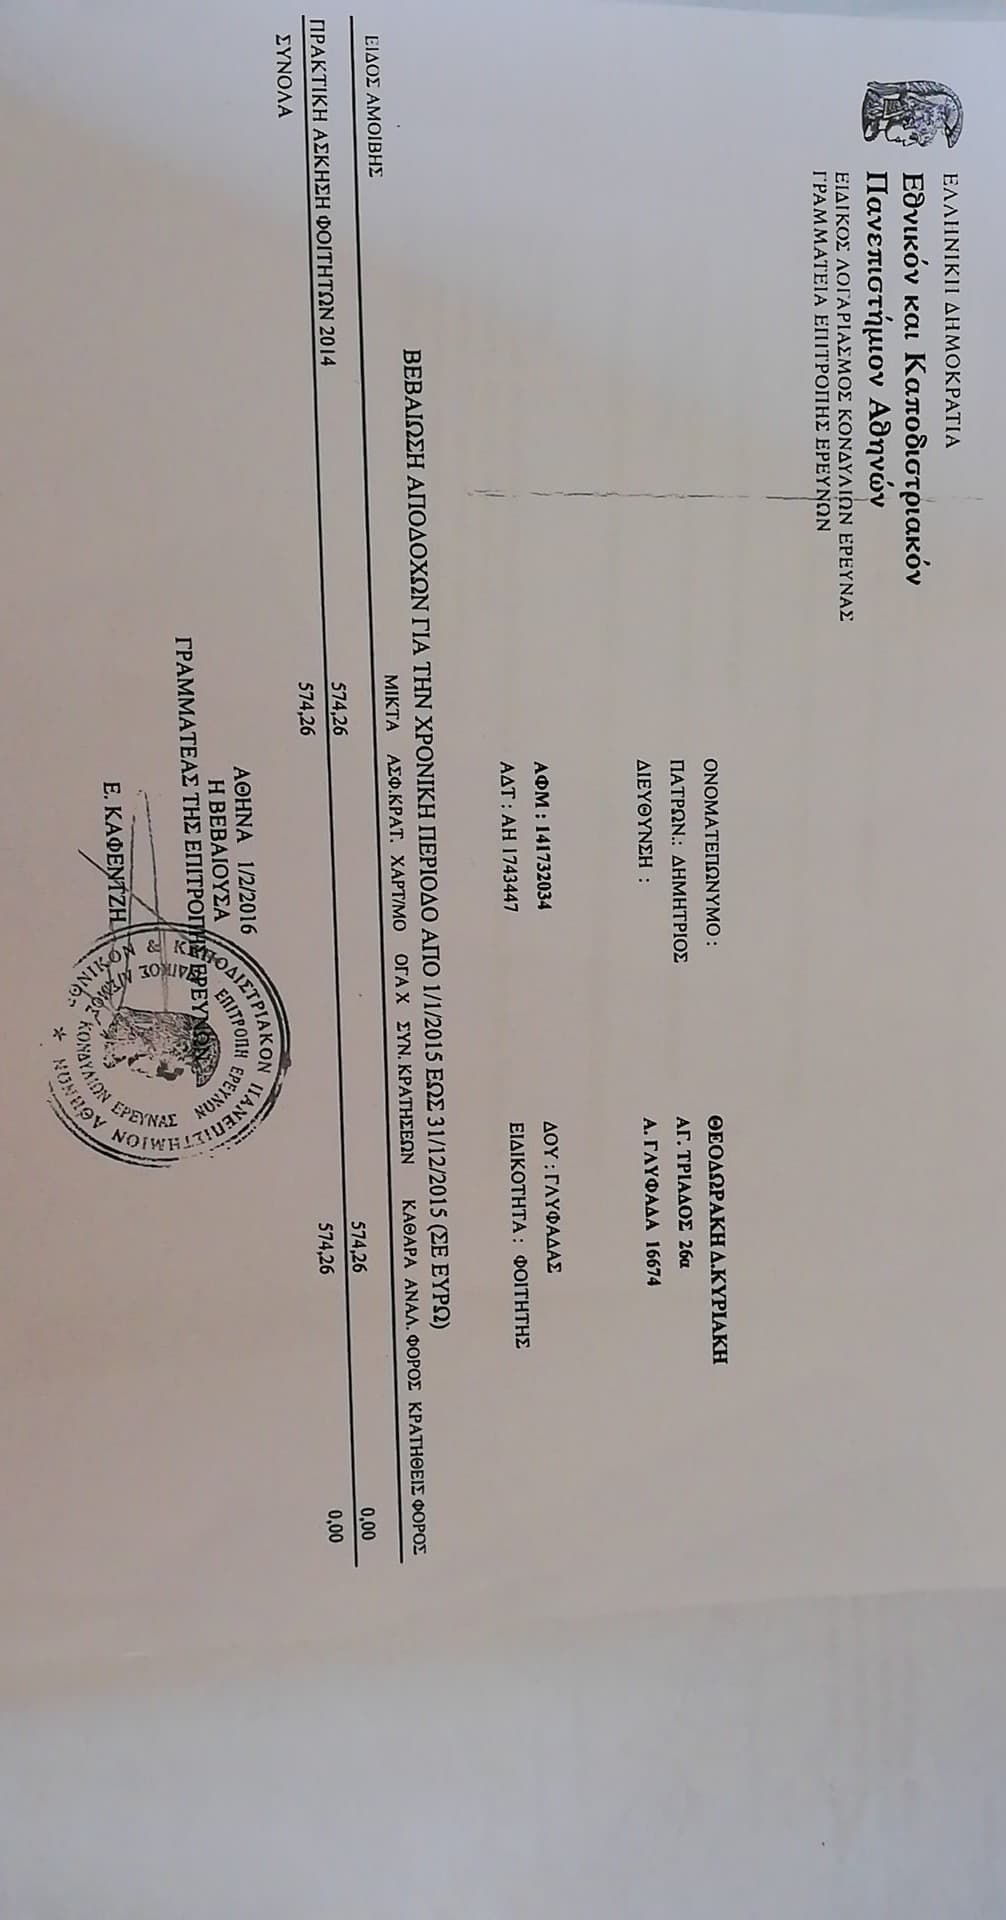 ΕΛΛΗΝΙΚΗ ΔΗΜΟΚΡΑΤΙΑ
Εθνικόν και Καποδιστριακόν
Πανεπιστήμιον Αθηνών
ΕΙΔΙΚΟΣ ΛΟΓΑΡΙΑΣΜΟΣ ΚΟΝΔΥΛΙΩΝ ΕΡΕΥΝΑΣ
ΓΡΑΜΜΑΤΕΙΑ ΕΠΙΤΡΟΠΗΣ ΕΡΕΥΝΩΝ
ΟΝΟΜΑΤΕΠΩΝΥΜΟ : ΘΕΟΔΩΡΑΚΗ Δ.ΚΥΡΙΑΚΗ
ΠΑΤΡΩΝ.: ΔΗΜΗΤΡΙΟΣ ΑΓ. ΤΡΙΑΔΟΣ 26α
ΔΙΕΥΘΥΝΣΗ : Α. ΓΛΥΦΑΔΑ 16674
ΑΦΜ : 141732034 ΔΟΥ : ΓΛΥΦΑΔΑΣ
ΑΔΤ : ΑΗ 1743447 ΕΙΔΙΚΟΤΗΤΑ : ΦΟΙΤΗΤΗΣ
ΒΕΒΑΙΩΣΗ ΑΠΟΔΟΧΩΝ ΓΙΑ ΤΗΝ ΧΡΟΝΙΚΗ ΠΕΡΙΟΔΟ ΑΠΟ 1/1/2015 ΕΩΣ 31/12/2015 (ΣΕ ΕΥΡΩ)
ΕΙΔΟΣ ΑΜΟΙΒΗΣ ΜΙΚΤΑ ΑΣΦ.ΚΡΑΤ. ΧΑΡΤ/ΜΟ ΟΓΑ Χ ΣΥΝ. ΚΡΑΤΗΣΕΩΝ ΚΑΘΑΡΑ ΑΝΑΛ. ΦΟΡΟΣ ΚΡΑΤΗΘΕΙΣ ΦΟΡΟΣ
ΠΡΑΚΤΙΚΗ ΑΣΚΗΣΗ ΦΟΙΤΗΤΩΝ 2014 574,26 574,26 0,00
ΣΥΝΟΛΑ 574,26 574,26 0,00
ΑΘΗΝΑ 1/2/2016
Η ΒΕΒΑΙΟΥΣΑ
ΓΡΑΜΜΑΤΕΑΣ ΤΗΣ ΕΠΙΤΡΟΠΗΣ ΕΡΕΥΝΩΝ
Ε. ΚΑΦΕΝΤΖΗ
& ΚΑΠΟΔΙΣΤΡΙΑΚΟΝ ΠΑΝΕΠΙΣΤΗΜΙΟΝ ΑΘΗΝΩΝ
ΕΠΙΤΡΟΠΗ ΕΡΕΥΝΩΝ
ΚΟΝΔΥΛΙΩΝ ΕΡΕΥΝΑΣ